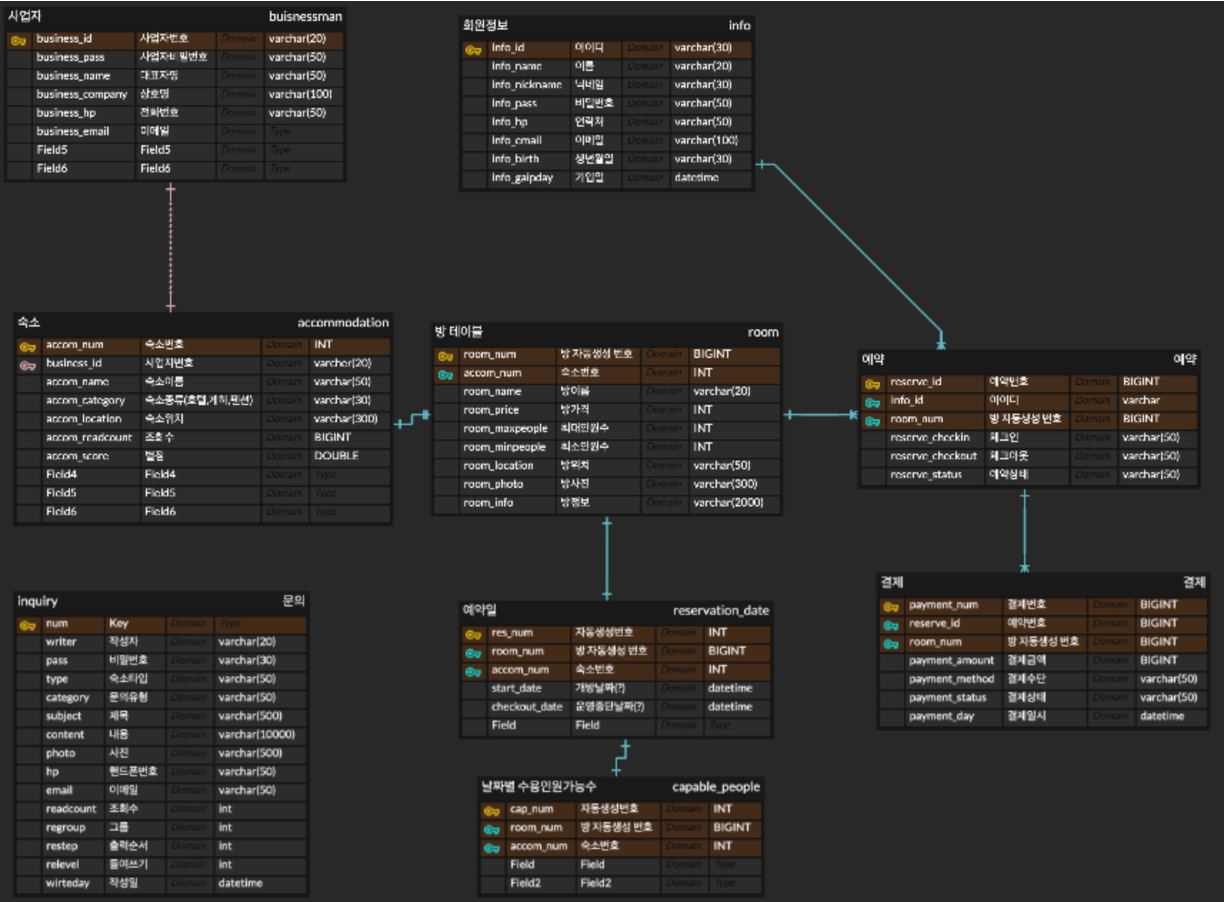 사업자 buisnessman
business_id 사업자번호 Domain varchar(20)
business_pass 사업자비밀번호 Domain varchar(50)
business_name 대표자명 Domain varchar(50)
business_company 상호명 Domain varchar(100)
business_hp 전화번호 Domain varchar(50)
business_email 이메일 Domain Type
Field5 Field5 Domain Type
Field6 Field6 Domain Type
회원정보 info
info_id 아이디 Domain varchar(30)
info_name 이름 Domain varchar(20)
info_nickname 닉네임 Domain varchar(30)
info_pass 비밀번호 Domain varchar(50)
info_hp 연락처 Domain varchar(50)
info_email 이메일 Domain varchar(100)
info_birth 생년월일 Domain varchar(30)
info_gaipday 가입일 Domain datetime
숙소 accommodation
accom_num 숙소번호 Domain INT
business_id 사업자번호 Domain varcher(20)
accom_name 숙소이름 Domain varchar(50)
accom_category 숙소종류(호텔,게하,펜션) Domain varchar(30)
accom_location 숙소위치 Domain varchar(300)
accom_readcount 조회수 Domain BIGINT
accom_score 별점 Domain DOUBLE
Field4 Field4 Domain Type
Field5 Field5 Domain Type
Field6 Field6 Domain Type
방 테이블 room
room_num 방 자동생성 번호 Domain BIGINT
accom_num 숙소번호 Domain INT
room_name 방이름 Domain varchar(20)
room_price 방가격 Domain INT
room_maxpeople 최대인원수 Domain INT
room_minpeople 최소인원수 Domain INT
room_location 방위치 Domain varchar(50)
room_photo 방사진 Domain varchar(300)
room_info 방정보 Domain varchar(2000)
예약 예약
reserve_id 예약번호 Domain BIGINT
info_id 아이디 Domain varchar
room_num 방 자동생성 번호 Domain BIGINT
reserve_checkin 체크인 Domain varchar(50)
reserve_checkout 체크아웃 Domain varchar(50)
reserve_status 예약상태 Domain varchar(50)
inquiry 문의
num Key Domain Type
writer 작성자 Domain varchar(20)
pass 비밀번호 Domain varchar(30)
type 숙소타입 Domain varchar(50)
category 문의유형 Domain varchar(50)
subject 제목 Domain varchar(500)
content 내용 Domain varchar(10000)
photo 사진 Domain varchar(500)
hp 핸드폰번호 Domain varchar(50)
email 이메일 Domain varchar(50)
readcount 조회수 Domain int
regroup 그룹 Domain int
restep 출력순서 Domain int
relevel 들여쓰기 Domain int
wirteday 작성일 Domain datetime
예약일 reservation_date
res_num 자동생성번호 Domain INT
room_num 방 자동생성 번호 Domain BIGINT
accom_num 숙소번호 Domain INT
start_date 개방날짜(?) Domain datetime
checkout_date 운영중단날짜(?) Domain datetime
Field Field Domain Type
결제 결제
payment_num 결제번호 Domain BIGINT
reserve_id 예약번호 Domain BIGINT
room_num 방 자동생성 번호 Domain BIGINT
payment_amount 결제금액 Domain BIGINT
payment_method 결제수단 Domain varchar(50)
payment_status 결제상태 Domain varchar(50)
payment_day 결제일시 Domain datetime
날짜별 수용인원가능수 capable_people
cap_num 자동생성번호 Domain INT
room_num 방 자동생성 번호 Domain BIGINT
accom_num 숙소번호 Domain INT
Field Field Domain Type
Field2 Field2 Domain Type